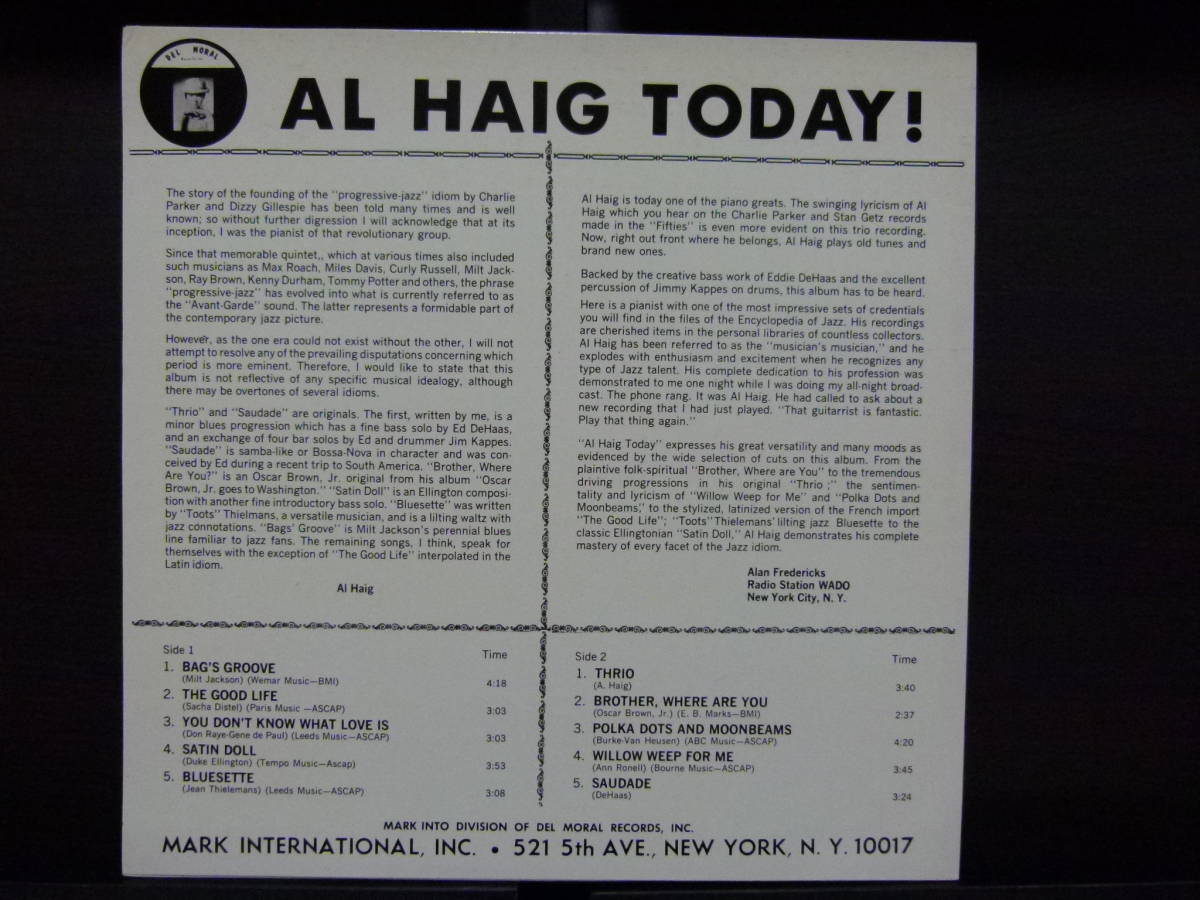 DEL MORAL
AL HAIG TODAY!
The story of the founding of the "progressive-jazz" idiom by Charlie
Parker and Dizzy Gillespie has been told many times and is well
known; so without further digression I will acknowledge that at its
inception, I was the pianist of that revolutionary group.
Since that memorable quintet,, which at various times also included
such musicians as Max Roach, Miles Davis, Curly Russell, Milt Jack-
son, Ray Brown, Kenny Durham, Tommy Potter and others, the phrase
"progressive-jazz" has evolved into what is currently referred to as
the "Avant-Garde" sound. The latter represents a formidable part of
the contemporary jazz picture.
However, as the one era could not exist without the other, I will not
attempt to resolve any of the prevailing disputations concerning which
period is more eminent. Therefore, I would like to state that this
album is not reflective of any specific musical idealogy, although
there may be overtones of several idioms.
"Thrio" and "Saudade" are originals. The first, written by me, is a
minor blues progression which has a fine bass solo by Ed DeHaas,
and an exchange of four bar solos by Ed and drummer Jim Kappes.
"Saudade" is samba-like or Bossa-Nova in character and was con-
ceived by Ed during a recent trip to South America. "Brother, Where
Are You?" is an Oscar Brown, Jr. original from his album "Oscar
Brown, Jr. goes to Washington." "Satin Doll" is an Ellington composi-
tion with another fine introductory bass solo. "Bluesette" was written
by "Toots" Thielmans, a versatile musician, and is a lilting waltz with
jazz connotations. "Bags' Groove" is Milt Jackson's perennial blues
line familiar to jazz fans. The remaining songs, I think, speak for
themselves with the exception of "The Good Life" interpolated in the
Latin idiom.
Al Haig
Al Haig is today one of the piano greats. The swinging lyricism of Al
Haig which you hear on the Charlie Parker and Stan Getz records
made in the "Fifties" is even more evident on this trio recording.
Now, right out front where he belongs, Al Haig plays old tunes and
brand new ones.
Backed by the creative bass work of Eddie DeHaas and the excellent
percussion of Jimmy Kappes on drums, this album has to be heard.
Here is a pianist with one of the most impressive sets of credentials
you will find in the files of the Encyclopedia of Jazz. His recordings
are cherished items in the personal libraries of countless collectors.
Al Haig has been referred to as the "musician's musician," and he
explodes with enthusiasm and excitement when he recognizes any
type of Jazz talent. His complete dedication to his profession was
demonstrated to me one night while I was doing my all-night broad-
cast. The phone rang. It was Al Haig. He had called to ask about a
new recording that I had just played. "That guitarrist is fantastic.
Play that thing again."
"Al Haig Today" expresses his great versatility and many moods as
evidenced by the wide selection of cuts on this album. From the
plaintive folk-spiritual "Brother, Where are You" to the tremendous
driving progressions in his original "Thrio ;" the sentimen-
tality and lyricism of "Willow Weep for Me" and "Polka Dots and
Moonbeams," to the stylized, latinized version of the French import
"The Good Life"; "Toots" Thielemans' lilting jazz Bluesette to the
classic Ellingtonian "Satin Doll," Al Haig demonstrates his complete
mastery of every facet of the Jazz idiom.
Alan Fredericks
Radio Station WADO
New York City, N. Y.
Side 1 Time
1. BAG'S GROOVE
(Milt Jackson) (Wemar Music—BMI) 4:18
2. THE GOOD LIFE
(Sacha Distel) (Paris Music —ASCAP) 3:03
3. YOU DON'T KNOW WHAT LOVE IS
(Don Raye-Gene de Paul) (Leeds Music—ASCAP) 3:03
4. SATIN DOLL
(Duke Ellington) (Tempo Music—Ascap) 3:53
5. BLUESETTE
(Jean Thielemans) (Leeds Music—ASCAP) 3:08
Side 2 Time
1. THRIO
(A. Haig) 3:40
2. BROTHER, WHERE ARE YOU
(Oscar Brown, Jr.) (E. B. Marks—BMI) 2:37
3. POLKA DOTS AND MOONBEAMS
(Burke-Van Heusen) (ABC Music—ASCAP) 4:20
4. WILLOW WEEP FOR ME
(Ann Ronell) (Bourne Music—ASCAP) 3:45
5. SAUDADE
(DeHaas) 3:24
MARK INTO DIVISION OF DEL MORAL RECORDS, INC.
MARK INTERNATIONAL, INC. • 521 5th AVE., NEW YORK, N. Y. 10017